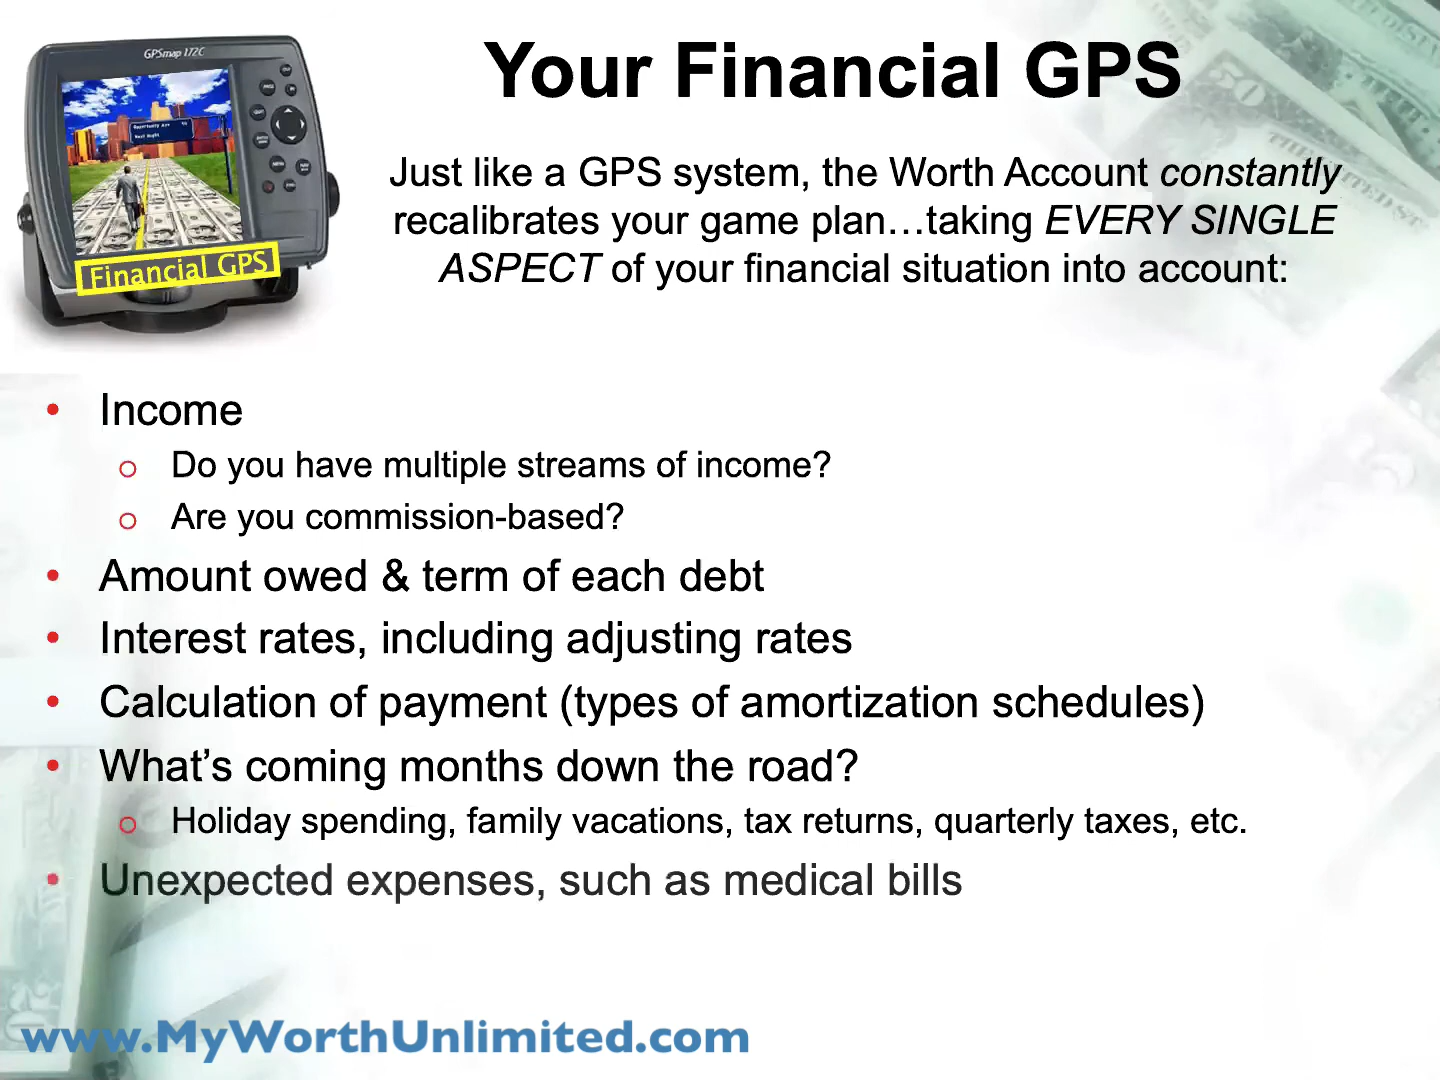 GPSmap 172C
Your Financial GPS
Just like a GPS system, the Worth Account constantly
recalibrates your game plan…taking EVERY SINGLE
ASPECT of your financial situation into account:
Financial GPS
• Income
o Do you have multiple streams of income?
o Are you commission-based?
• Amount owed & term of each debt
• Interest rates, including adjusting rates
• Calculation of payment (types of amortization schedules)
• What’s coming months down the road?
o Holiday spending, family vacations, tax returns, quarterly taxes, etc.
• Unexpected expenses, such as medical bills
www.MyWorthUnlimited.com